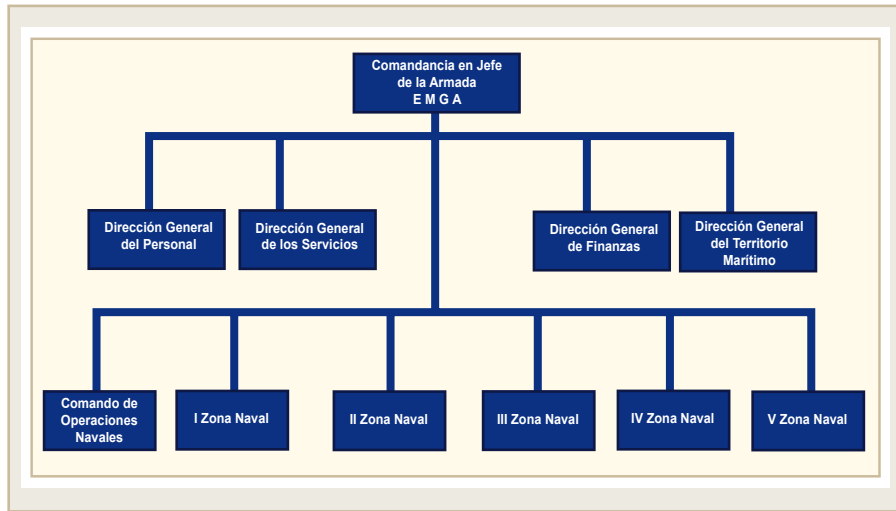 Comandancia en Jefe
de la Armada
E M G A
Dirección General
del Personal
Dirección General
de los Servicios
Dirección General
de Finanzas
Dirección General
del Territorio
Marítimo
Comando de
Operaciones
Navales
I Zona Naval
II Zona Naval
III Zona Naval
IV Zona Naval
V Zona Naval